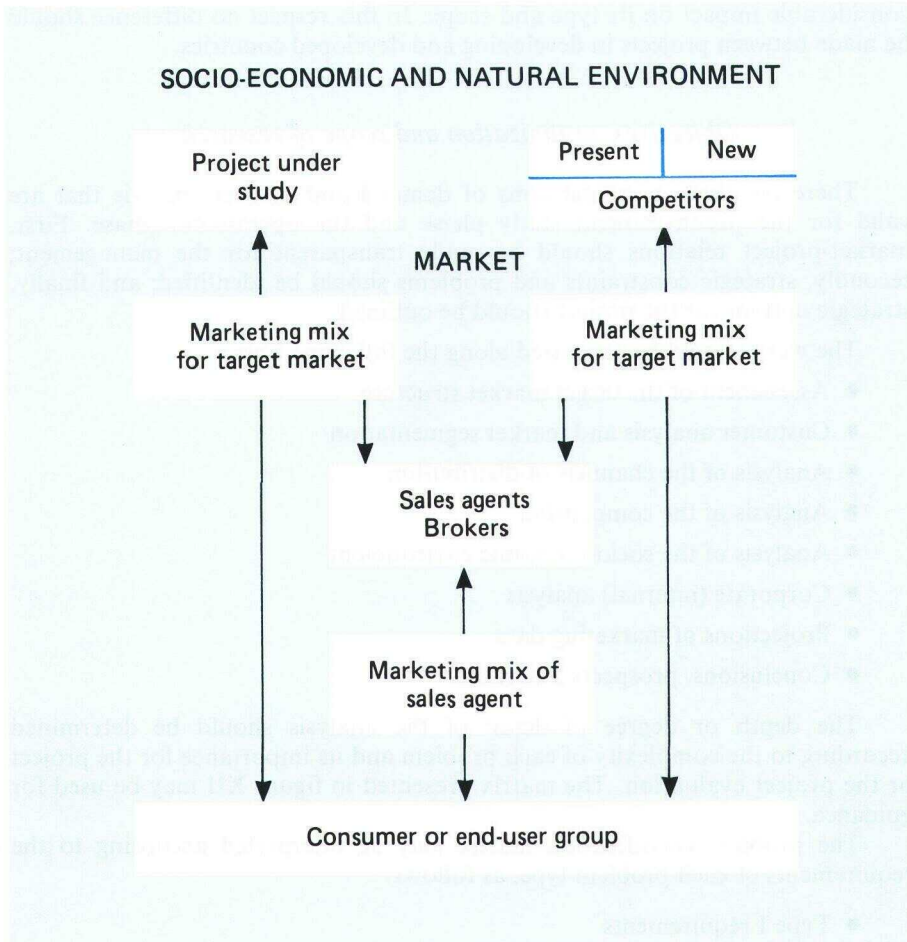 SOCIO-ECONOMIC AND NATURAL ENVIRONMENT
Project under
study
Present New
Competitors
MARKET
Marketing mix
for target market
Marketing mix
for target market
Sales agents
Brokers
Marketing mix of
sales agent
Consumer or end-user group